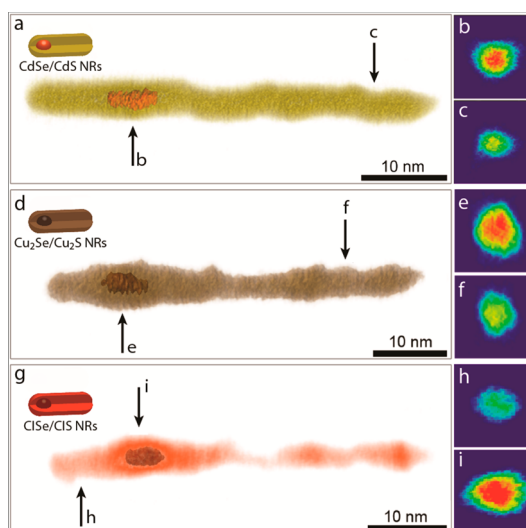 a
CdSe/CdS NRs
c
b
10 nm
b
c
d
Cu₂Se/Cu₂S NRs
f
e
10 nm
e
f
g
CISe/CIS NRs
i
h
10 nm
h
i